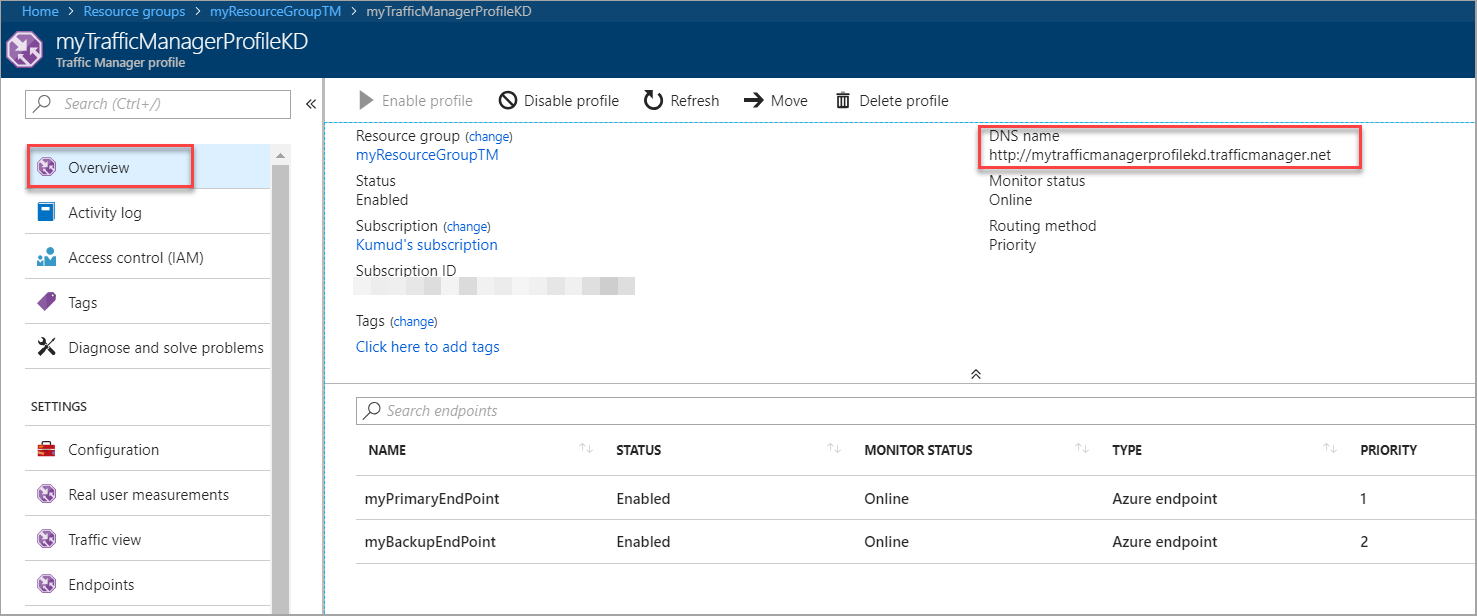 Home > Resource groups > myResourceGroupTM > myTrafficManagerProfileKD
myTrafficManagerProfileKD
Traffic Manager profile
Search (Ctrl+/)
«
Overview
Activity log
Access control (IAM)
Tags
Diagnose and solve problems
SETTINGS
Configuration
Real user measurements
Traffic view
Endpoints
Enable profile Disable profile Refresh Move Delete profile
Resource group (change)
myResourceGroupTM
Status
Enabled
Subscription (change)
Kumud's subscription
Subscription ID
Tags (change)
Click here to add tags
DNS name
http://mytrafficmanagerprofilekd.trafficmanager.net
Monitor status
Online
Routing method
Priority
Search endpoints
NAME STATUS MONITOR STATUS TYPE PRIORITY
myPrimaryEndPoint Enabled Online Azure endpoint 1
myBackupEndPoint Enabled Online Azure endpoint 2